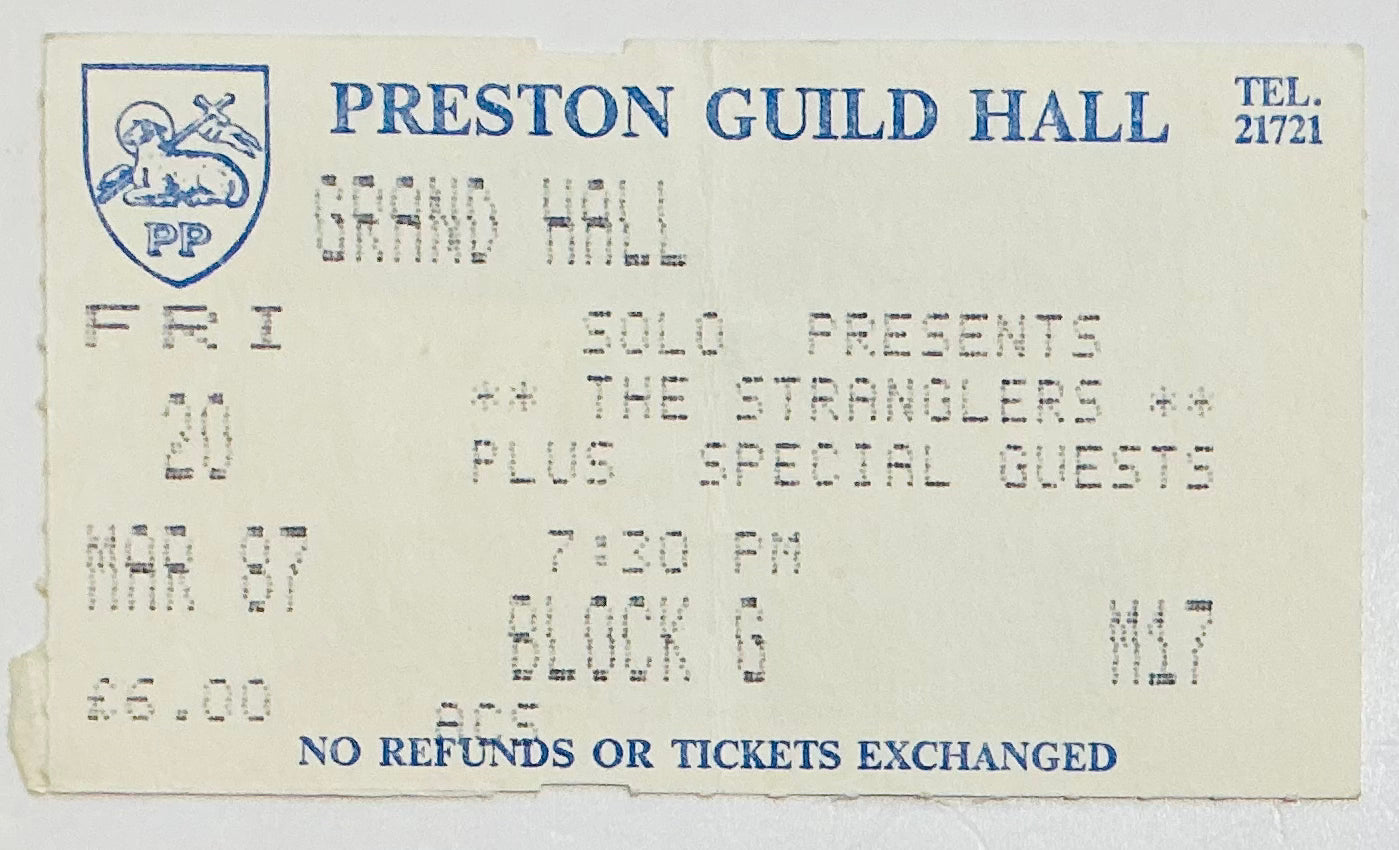 PRESTON GUILD HALL
TEL.
21721
PP
GRAND HALL
FRI
20
MAR 87
£6.00
SOLO PRESENTS
** THE STRANGLERS **
PLUS SPECIAL GUESTS
7:30 PM
BLOCK G M17
ACS
NO REFUNDS OR TICKETS EXCHANGED